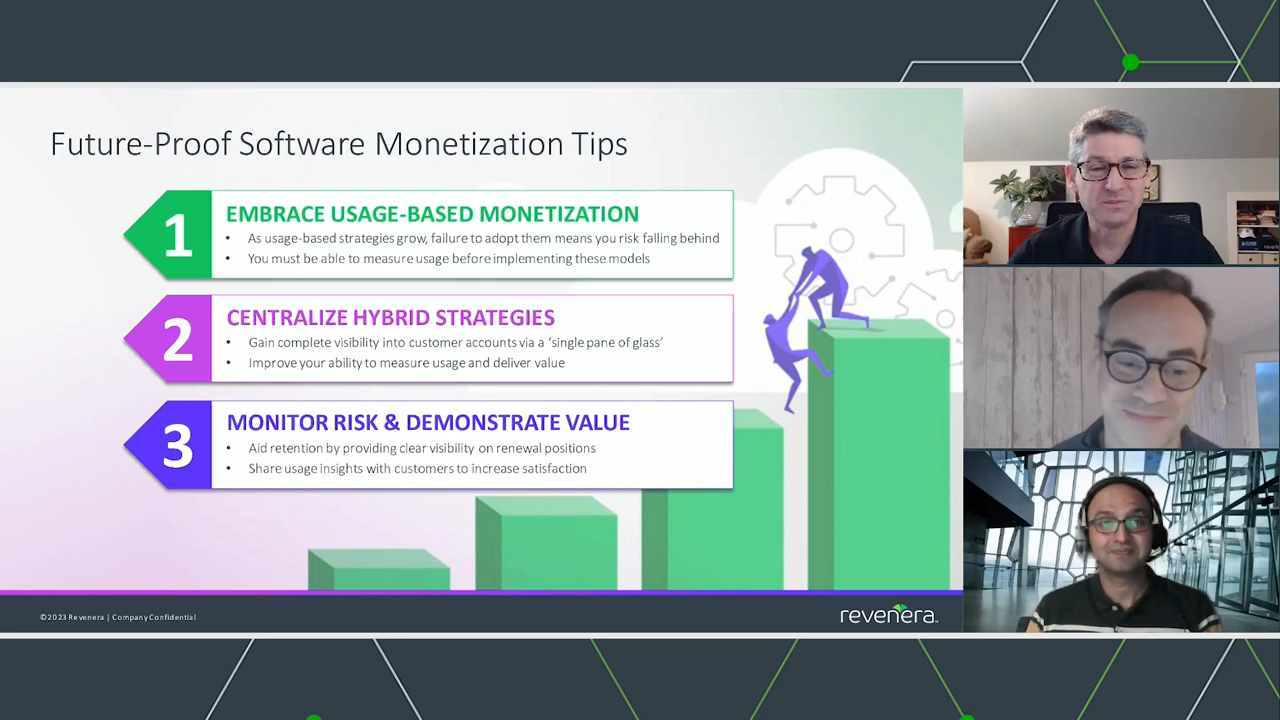 Future-Proof Software Monetization Tips
1
EMBRACE USAGE-BASED MONETIZATION
• As usage-based strategies grow, failure to adopt them means you risk falling behind
• You must be able to measure usage before implementing these models
2
CENTRALIZE HYBRID STRATEGIES
• Gain complete visibility into customer accounts via a ‘single pane of glass’
• Improve your ability to measure usage and deliver value
3
MONITOR RISK & DEMONSTRATE VALUE
• Aid retention by providing clear visibility on renewal positions
• Share usage insights with customers to increase satisfaction
©2023 Revenera | Company Confidential
revenera